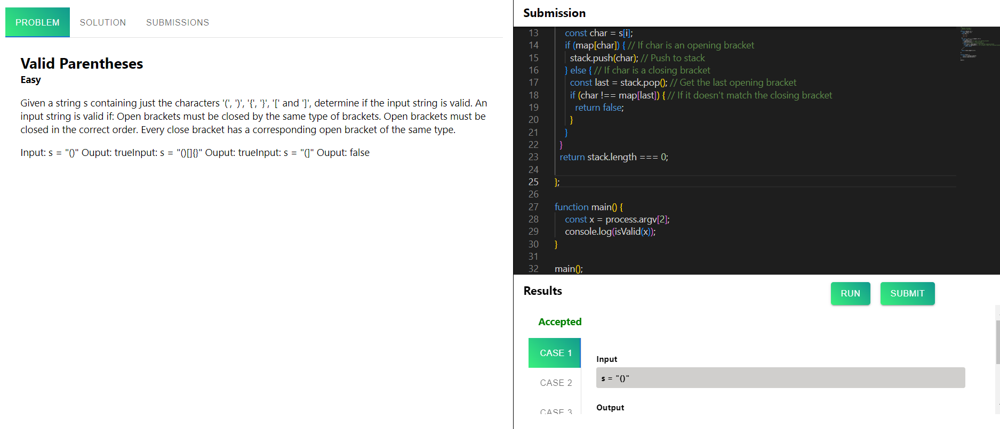 PROBLEM SOLUTION SUBMISSIONS
Valid Parentheses
Easy
Given a string s containing just the characters '(', ')', '{', '}', '[' and ']', determine if the input string is valid. An
input string is valid if: Open brackets must be closed by the same type of brackets. Open brackets must be
closed in the correct order. Every close bracket has a corresponding open bracket of the same type.
Input: s = "()" Ouput: trueInput: s = "()[]{}" Ouput: trueInput: s = "(]" Ouput: false
Submission
13 const char = s[i];
14 if (map[char]) { // If char is an opening bracket
15 stack.push(char); // Push to stack
16 } else { // If char is a closing bracket
17 const last = stack.pop(); // Get the last opening bracket
18 if (char !== map[last]) { // If it doesn't match the closing bracket
19 return false;
20 }
21 }
22 }
23 return stack.length === 0;
24
25 };
26
27 function main() {
28 const x = process.argv[2];
29 console.log(isValid(x));
30 }
31
32 main();
Results
RUN SUBMIT
Accepted
CASE 1
CASE 2
CASE 3
Input
s = "()"
Output